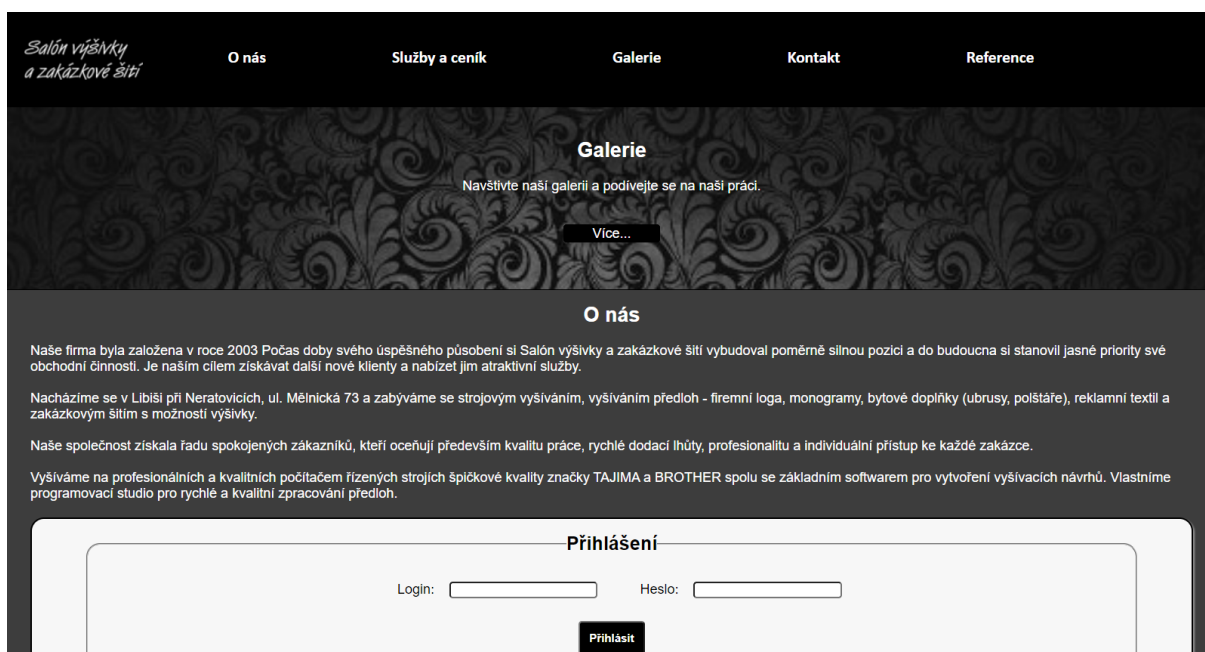 Salón výšivky
a zakázkové šití
O nás
Služby a ceník
Galerie
Kontakt
Reference
Galerie
Navštivte naší galerii a podívejte se na naši práci.
Více...
O nás
Naše firma byla založena v roce 2003 Počas doby svého úspěšného působení si Salón výšivky a zakázkové šití vybudoval poměrně silnou pozici a do budoucna si stanovil jasné priority své
obchodní činnosti. Je naším cílem získávat další nové klienty a nabízet jim atraktivní služby.
Nacházíme se v Libiši při Neratovicích, ul. Mělnická 73 a zabýváme se strojovým vyšíváním, vyšíváním předloh - firemní loga, monogramy, bytové doplňky (ubrusy, polštáře), reklamní textil a
zakázkovým šitím s možností výšivky.
Naše společnost získala řadu spokojených zákazníků, kteří oceňují především kvalitu práce, rychlé dodací lhůty, profesionalitu a individuální přístup ke každé zakázce.
Vyšíváme na profesionálních a kvalitních počítačem řízených strojích špičkové kvality značky TAJIMA a BROTHER spolu se základním softwarem pro vytvoření vyšívacích návrhů. Vlastníme
programovací studio pro rychlé a kvalitní zpracování předloh.
Přihlášení
Login:
Heslo:
Přihlásit